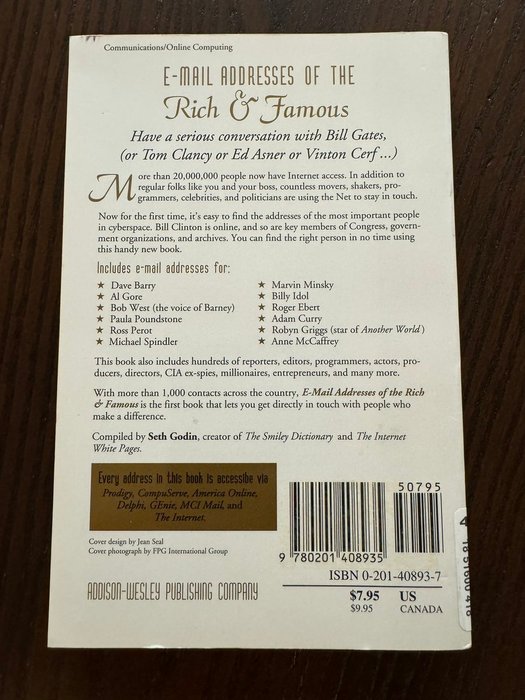 Communications/Online Computing
E-MAIL ADDRESSES OF THE
Rich & Famous
Have a serious conversation with Bill Gates,
(or Tom Clancy or Ed Asner or Vinton Cerf...)
More than 20,000,000 people now have Internet access. In addition to
regular folks like you and your boss, countless movers, shakers, pro-
grammers, celebrities, and politicians are using the Net to stay in touch.
Now for the first time, it's easy to find the addresses of the most important people
in cyberspace. Bill Clinton is online, and so are key members of Congress, govern-
ment organizations, and archives. You can find the right person in no time using
this handy new book.
Includes e-mail addresses for:
★ Dave Barry
★ Al Gore
★ Bob West (the voice of Barney)
★ Paula Poundstone
★ Ross Perot
★ Michael Spindler
★ Marvin Minsky
★ Billy Idol
★ Roger Ebert
★ Adam Curry
★ Robyn Griggs (star of Another World)
★ Anne McCaffrey
This book also includes hundreds of reporters, editors, programmers, actors, pro-
ducers, directors, CIA ex-spies, millionaires, entrepreneurs, and many more.
With more than 1,000 contacts across the country, E-Mail Addresses of the Rich
& Famous is the first book that lets you get directly in touch with people who
make a difference.
Compiled by Seth Godin, creator of The Smiley Dictionary and The Internet
White Pages.
Every address in this book is accessible via
Prodigy, CompuServe, America Online,
Delphi, GEnie, MCI Mail, and
The Internet.
Cover design by Jean Seal
Cover photograph by FPG International Group
ADDISON-WESLEY PUBLISHING COMPANY
50795
9 780201 408935
ISBN 0-201-40893-7
$7.95 US
$9.95 CANADA
4